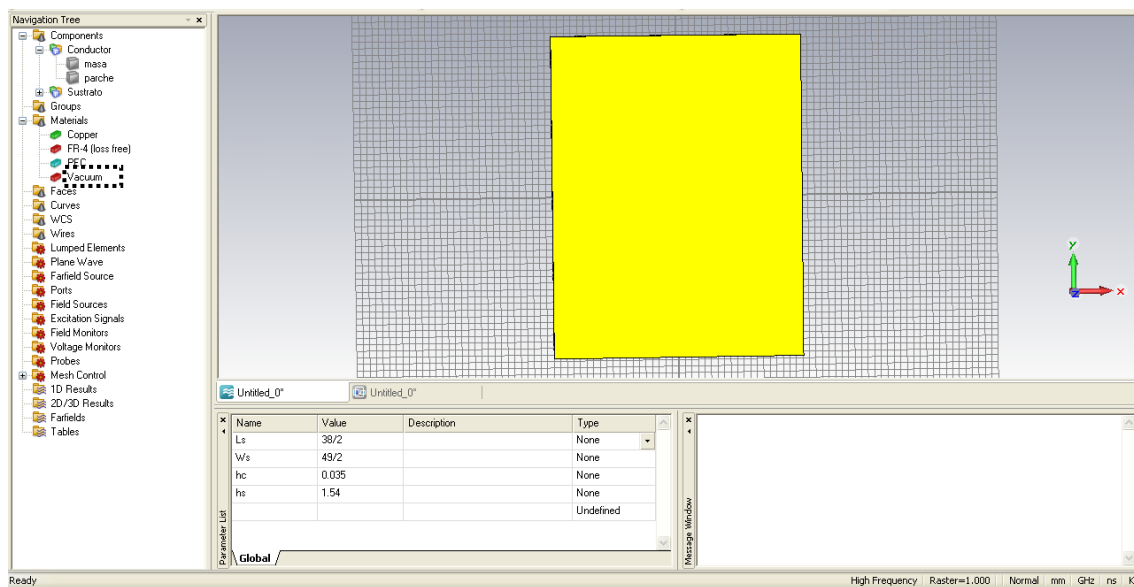 Navigation Tree
Components
Conductor
masa
parche
Sustrato
Groups
Materials
Copper
FR-4 (loss free)
PEC
Vacuum
Faces
Curves
WCS
Wires
Lumped Elements
Plane Wave
Farfield Source
Ports
Field Sources
Excitation Signals
Field Monitors
Voltage Monitors
Probes
Mesh Control
1D Results
2D/3D Results
Farfields
Tables
y
x
Untitled_0* Untitled_0*
Name Value Description Type
Ls 38/2 None
Ws 49/2 None
hc 0.035 None
hs 1.54 None
Undefined
Global
Parameter List
Message Window
Ready High Frequency Raster=1.000 Normal mm GHz ns K